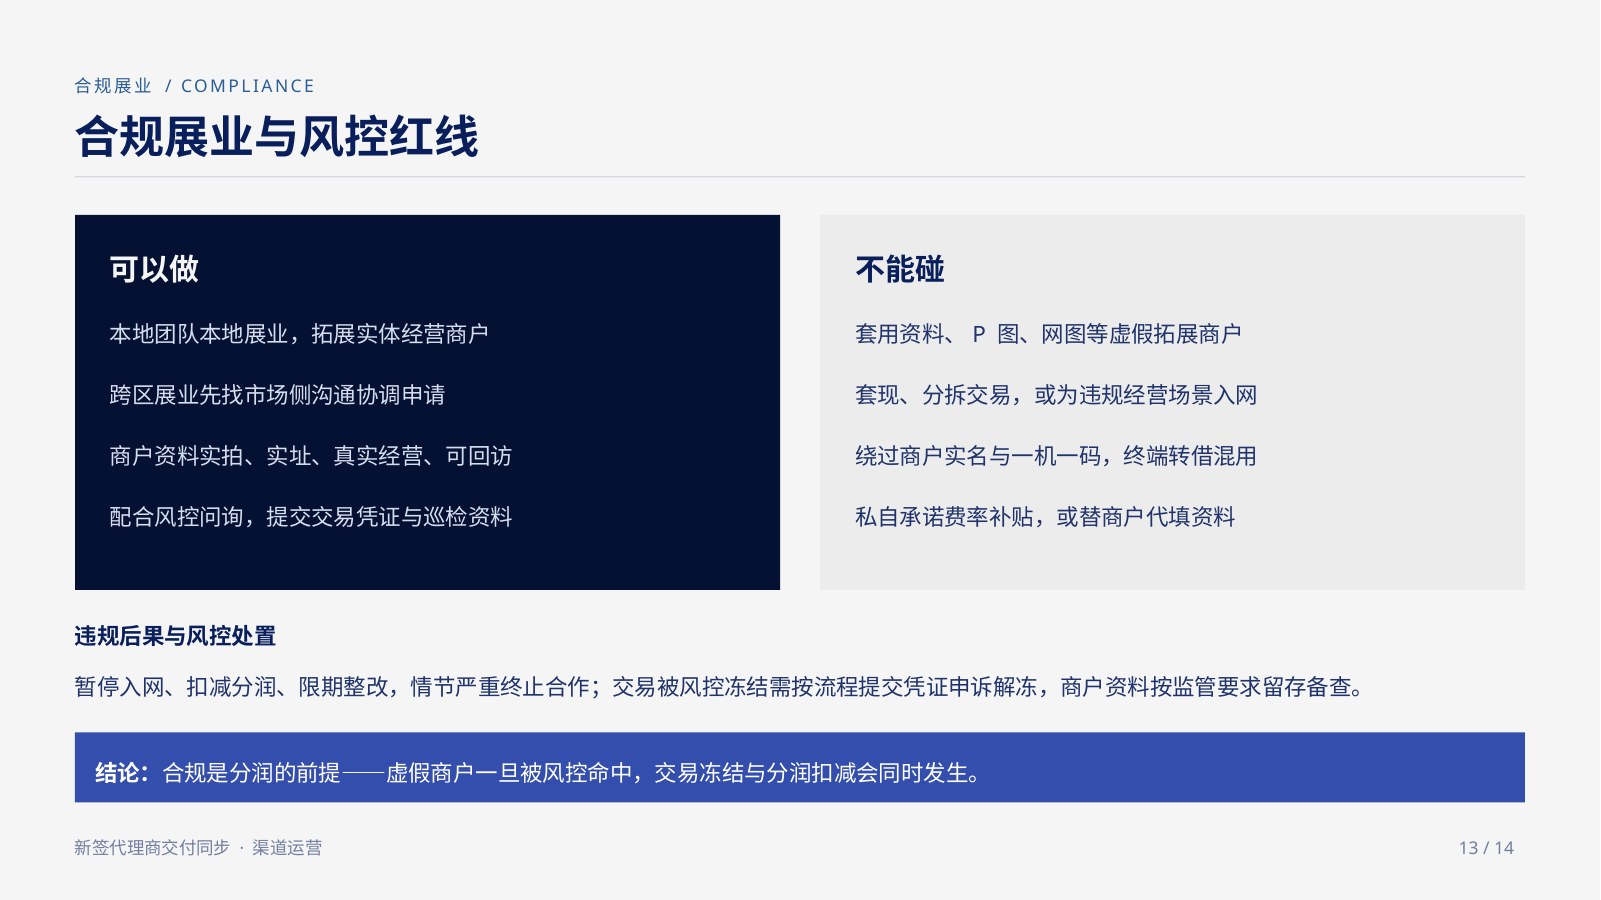 合规展业 / COMPLIANCE
合规展业与风控红线
可以做
本地团队本地展业，拓展实体经营商户
跨区展业先找市场侧沟通协调申请
商户资料实拍、实址、真实经营、可回访
配合风控问询，提交交易凭证与巡检资料
不能碰
套用资料、 P 图、网图等虚假拓展商户
套现、分拆交易，或为违规经营场景入网
绕过商户实名与一机一码，终端转借混用
私自承诺费率补贴，或替商户代填资料
违规后果与风控处置
暂停入网、扣减分润、限期整改，情节严重终止合作；交易被风控冻结需按流程提交凭证申诉解冻，商户资料按监管要求留存备查。
结论：合规是分润的前提——虚假商户一旦被风控命中，交易冻结与分润扣减会同时发生。
新签代理商交付同步 · 渠道运营
13 / 14